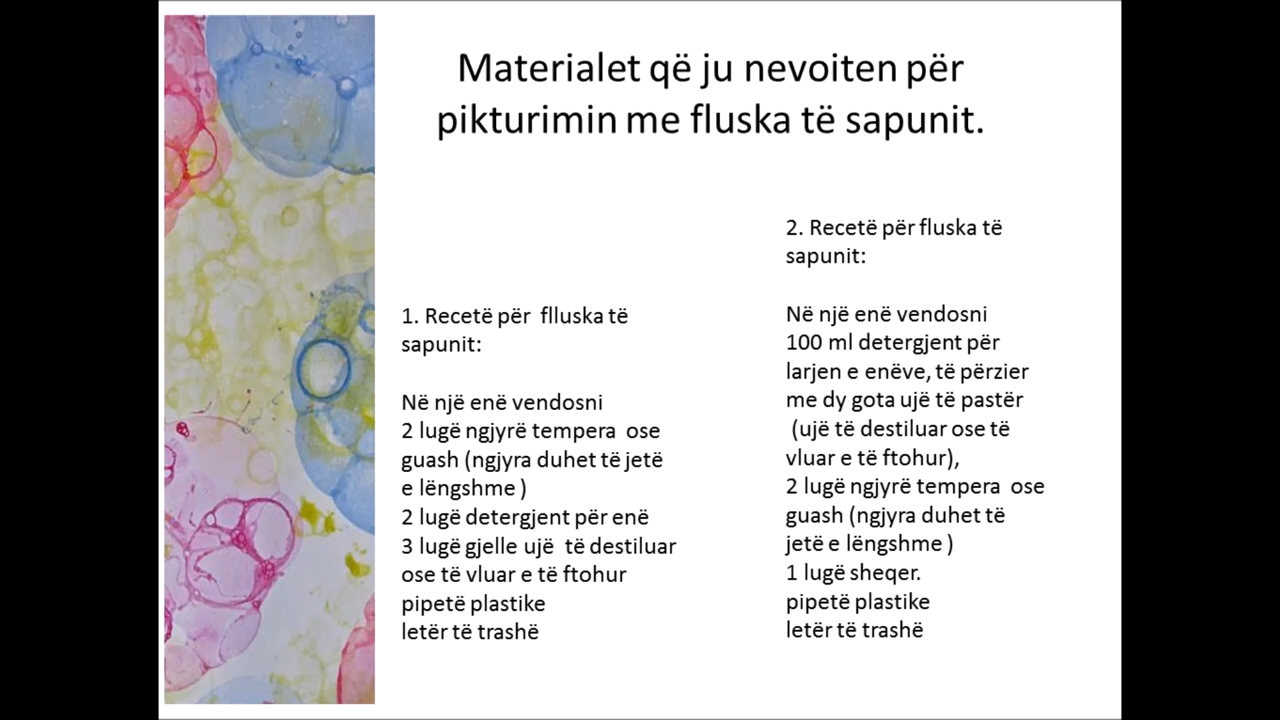 Materialet që ju nevoiten për
pikturimin me fluska të sapunit.
1. Recetë për flluska të
sapunit:
Në një enë vendosni
2 lugë ngjyrë tempera ose
guash (ngjyra duhet të jetë
e lëngshme )
2 lugë detergjent për enë
3 lugë gjelle ujë të destiluar
ose të vluar e të ftohur
pipetë plastike
letër të trashë
2. Recetë për fluska të
sapunit:
Në një enë vendosni
100 ml detergjent për
larjen e enëve, të përzier
me dy gota ujë të pastër
(ujë të destiluar ose të
vluar e të ftohur),
2 lugë ngjyrë tempera ose
guash (ngjyra duhet të
jetë e lëngshme )
1 lugë sheqer.
pipetë plastike
letër të trashë